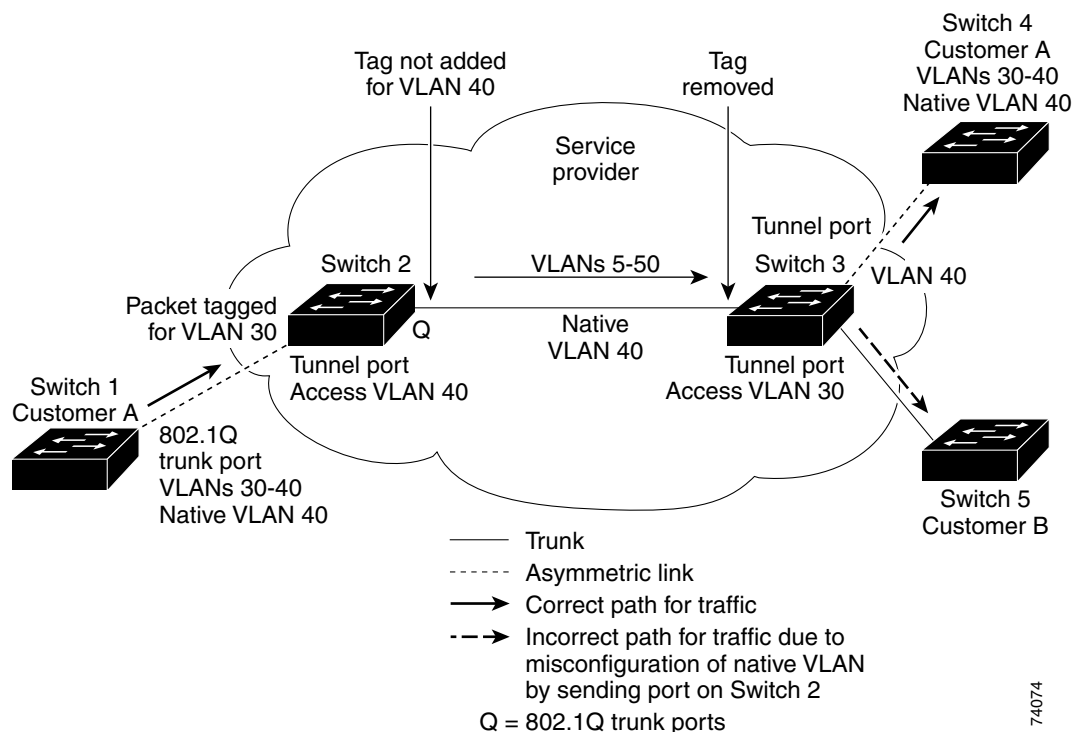 Switch 4
Customer A
VLANs 30-40
Native VLAN 40
Tag not added
for VLAN 40
Tag
removed
Service
provider
Tunnel port
Switch 2
VLANs 5-50
Switch 3
VLAN 40
Packet tagged
for VLAN 30
Q
Native
VLAN 40
Tunnel port
Access VLAN 40
Tunnel port
Access VLAN 30
Switch 1
Customer A
802.1Q
trunk port
VLANs 30-40
Native VLAN 40
Switch 5
Customer B
Trunk
Asymmetric link
Correct path for traffic
Incorrect path for traffic due to
misconfiguration of native VLAN
by sending port on Switch 2
Q = 802.1Q trunk ports
74074